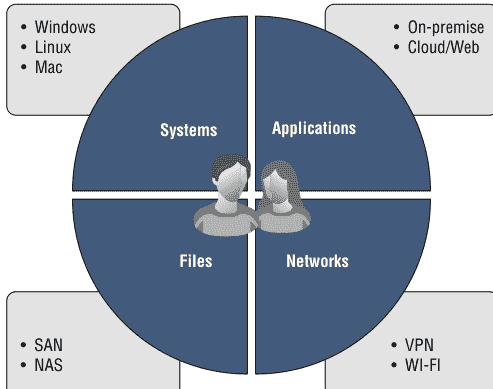 • Windows
• Linux
• Mac
• On-premise
• Cloud/Web
Systems
Applications
Files
Networks
• SAN
• NAS
• VPN
• WI-FI